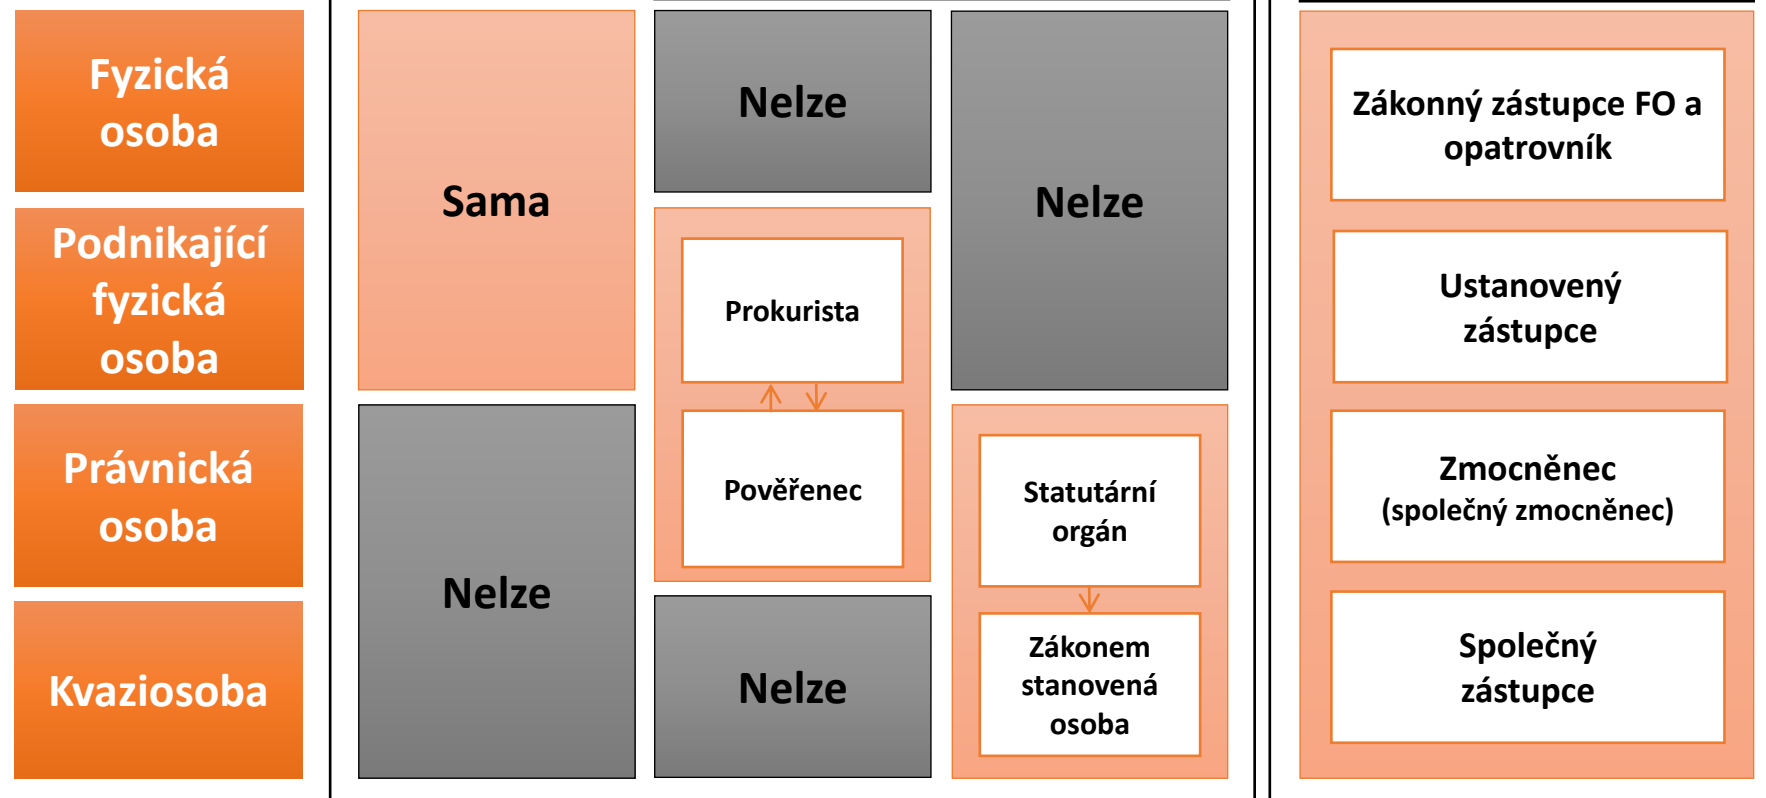 Fyzická
osoba
Podnikající
fyzická
osoba
Právnická
osoba
Kvaziosoba
Sama
Nelze
Nelze
Prokurista
Pověřenec
Nelze
Nelze
Statutární
orgán
Zákonem
stanovená
osoba
Zákonný zástupce FO a
opatrovník
Ustanovený
zástupce
Zmocněnec
(společný zmocněnec)
Společný
zástupce